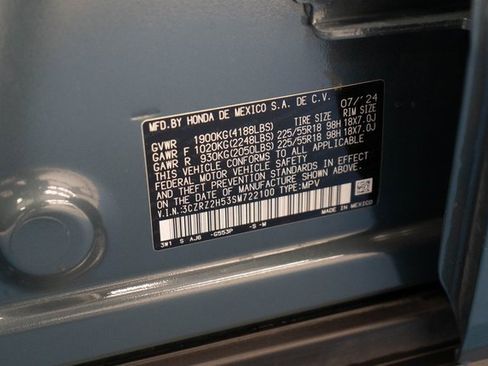 MFD.BY HONDA DE MEXICO S.A. DE C.V. 07/'24
TIRE SIZE RIM SIZE
GVWR 1900KG(4188LBS)
GAWR F 1020KG(2248LBS) 225/55R18 98H 18X7.0J
GAWR R 930KG(2050LBS) 225/55R18 98H 18X7.0J
THIS VEHICLE CONFORMS TO ALL APPLICABLE
FEDERAL MOTOR VEHICLE SAFETY
AND THEFT PREVENTION STANDARDS IN EFFECT
ON THE DATE OF MANUFACTURE SHOWN ABOVE.
V.I.N.:3CZRZ2H53SM722100 TYPE:MPV
MADE IN MEXICO
3W1 S AJ6 -G553P -S -M